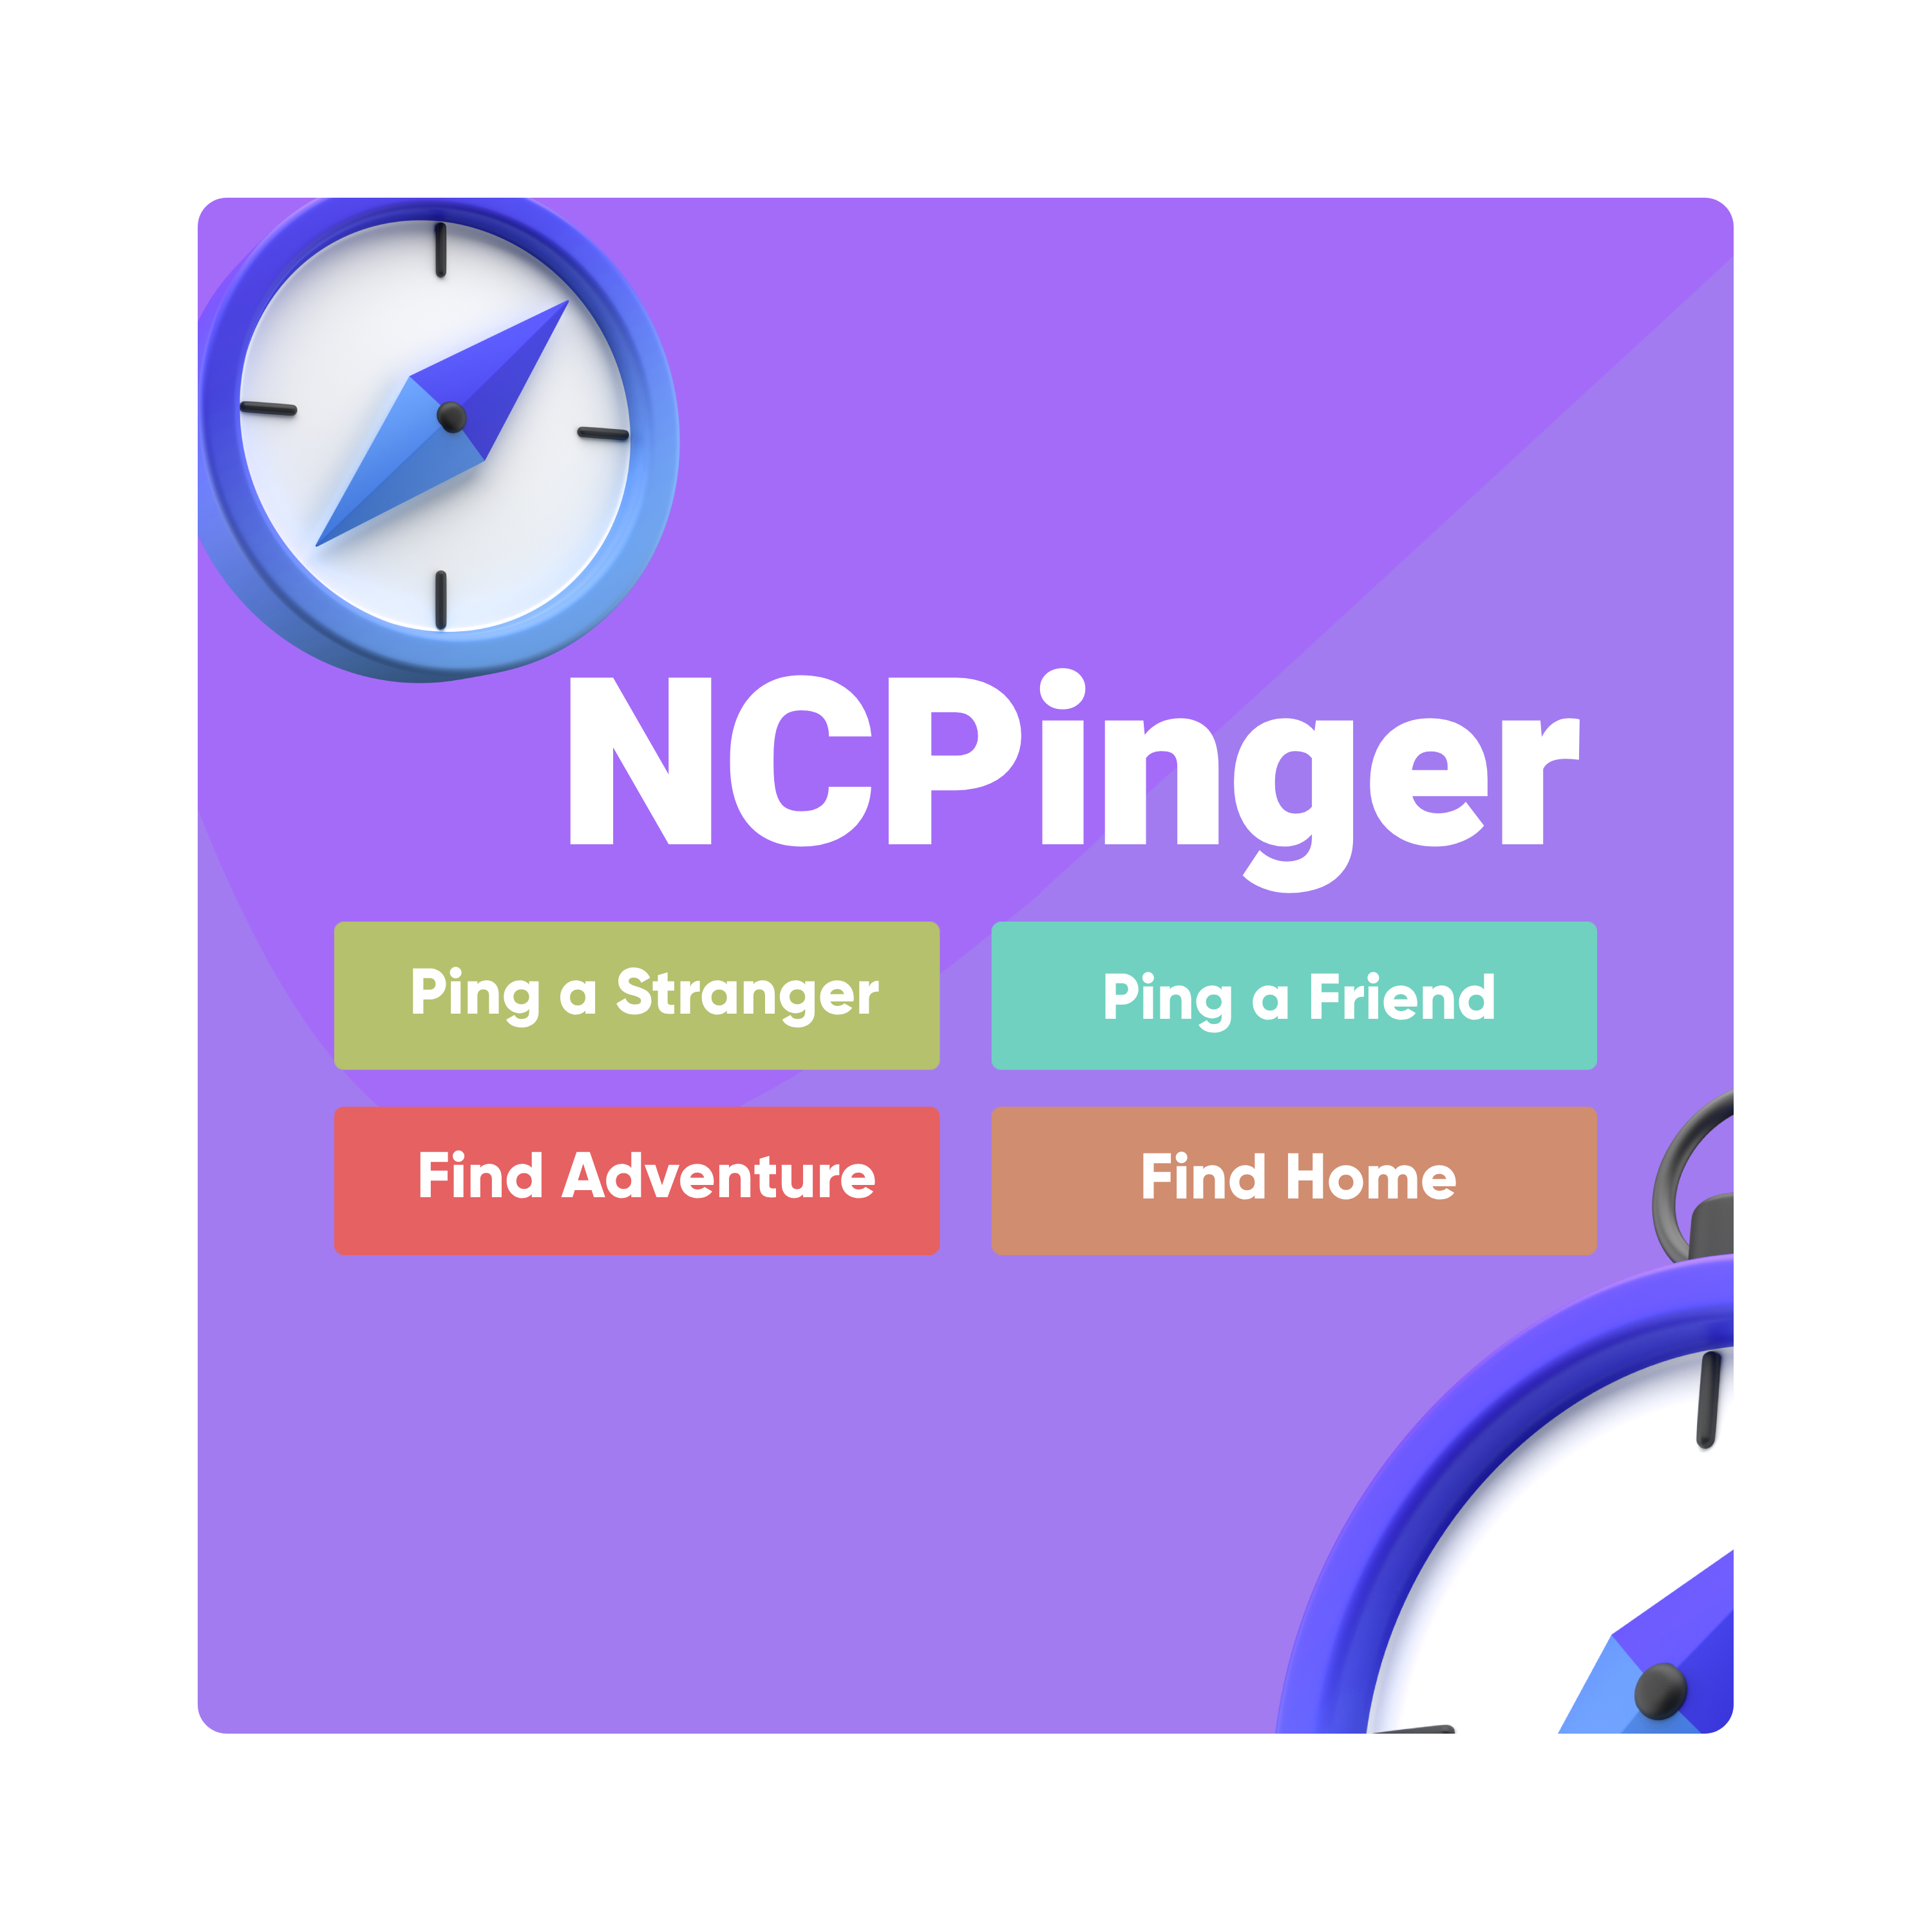 NCPinger
Ping a Stranger
Ping a Friend
Find Adventure
Find Home